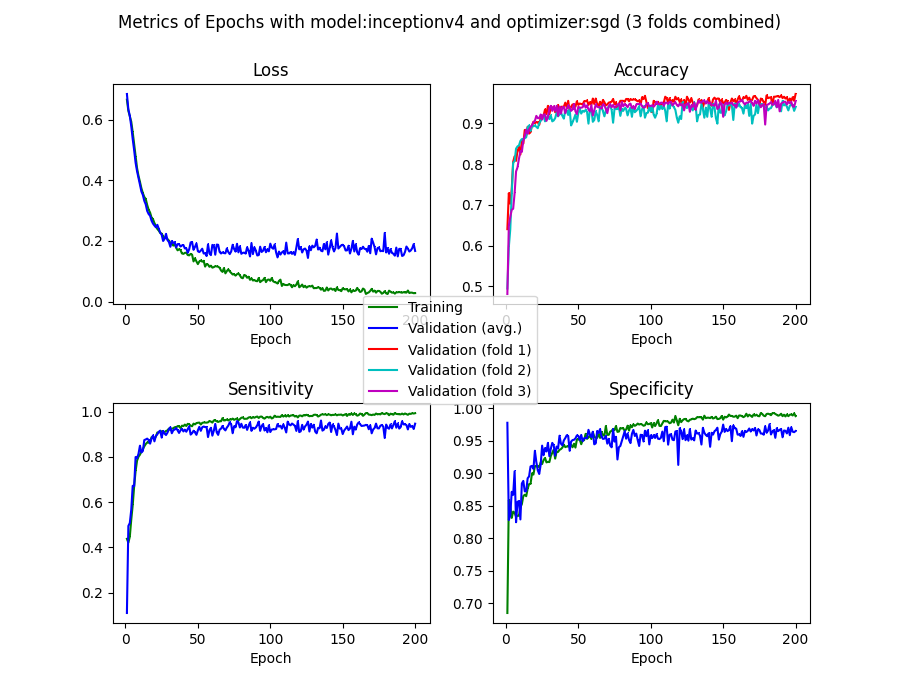 Metrics of Epochs with model:inceptionv4 and optimizer:sgd (3 folds combined)
Loss
0.6
0.4
0.2
0.0
0 50 100 150 200
Epoch
Accuracy
0.9
0.8
0.7
0.6
0.5
0 50 100 150 200
Epoch
Training
Validation (avg.)
Validation (fold 1)
Validation (fold 2)
Validation (fold 3)
Sensitivity
1.0
0.8
0.6
0.4
0.2
0 50 100 150 200
Epoch
Specificity
1.00
0.95
0.90
0.85
0.80
0.75
0.70
0 50 100 150 200
Epoch